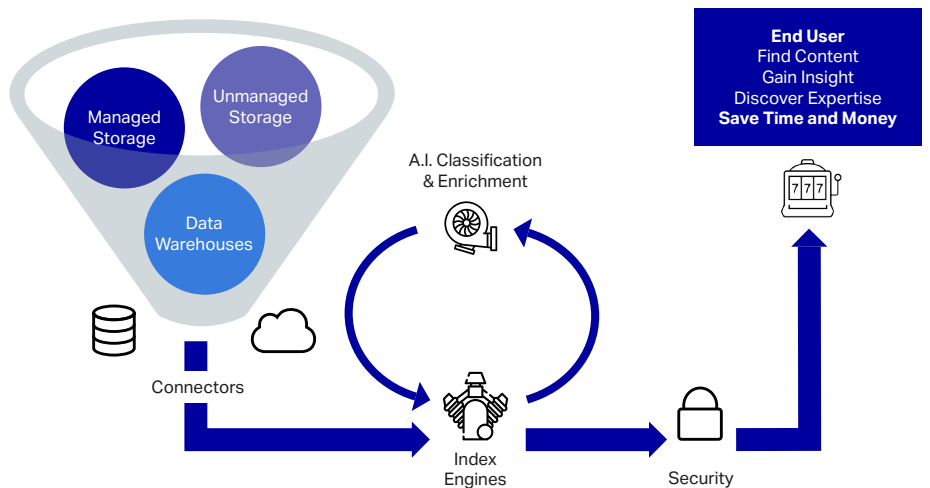 Managed
Storage
Unmanaged
Storage
Data
Warehouses
Connectors
A.I. Classification
& Enrichment
Index
Engines
Security
End User
Find Content
Gain Insight
Discover Expertise
Save Time and Money
777